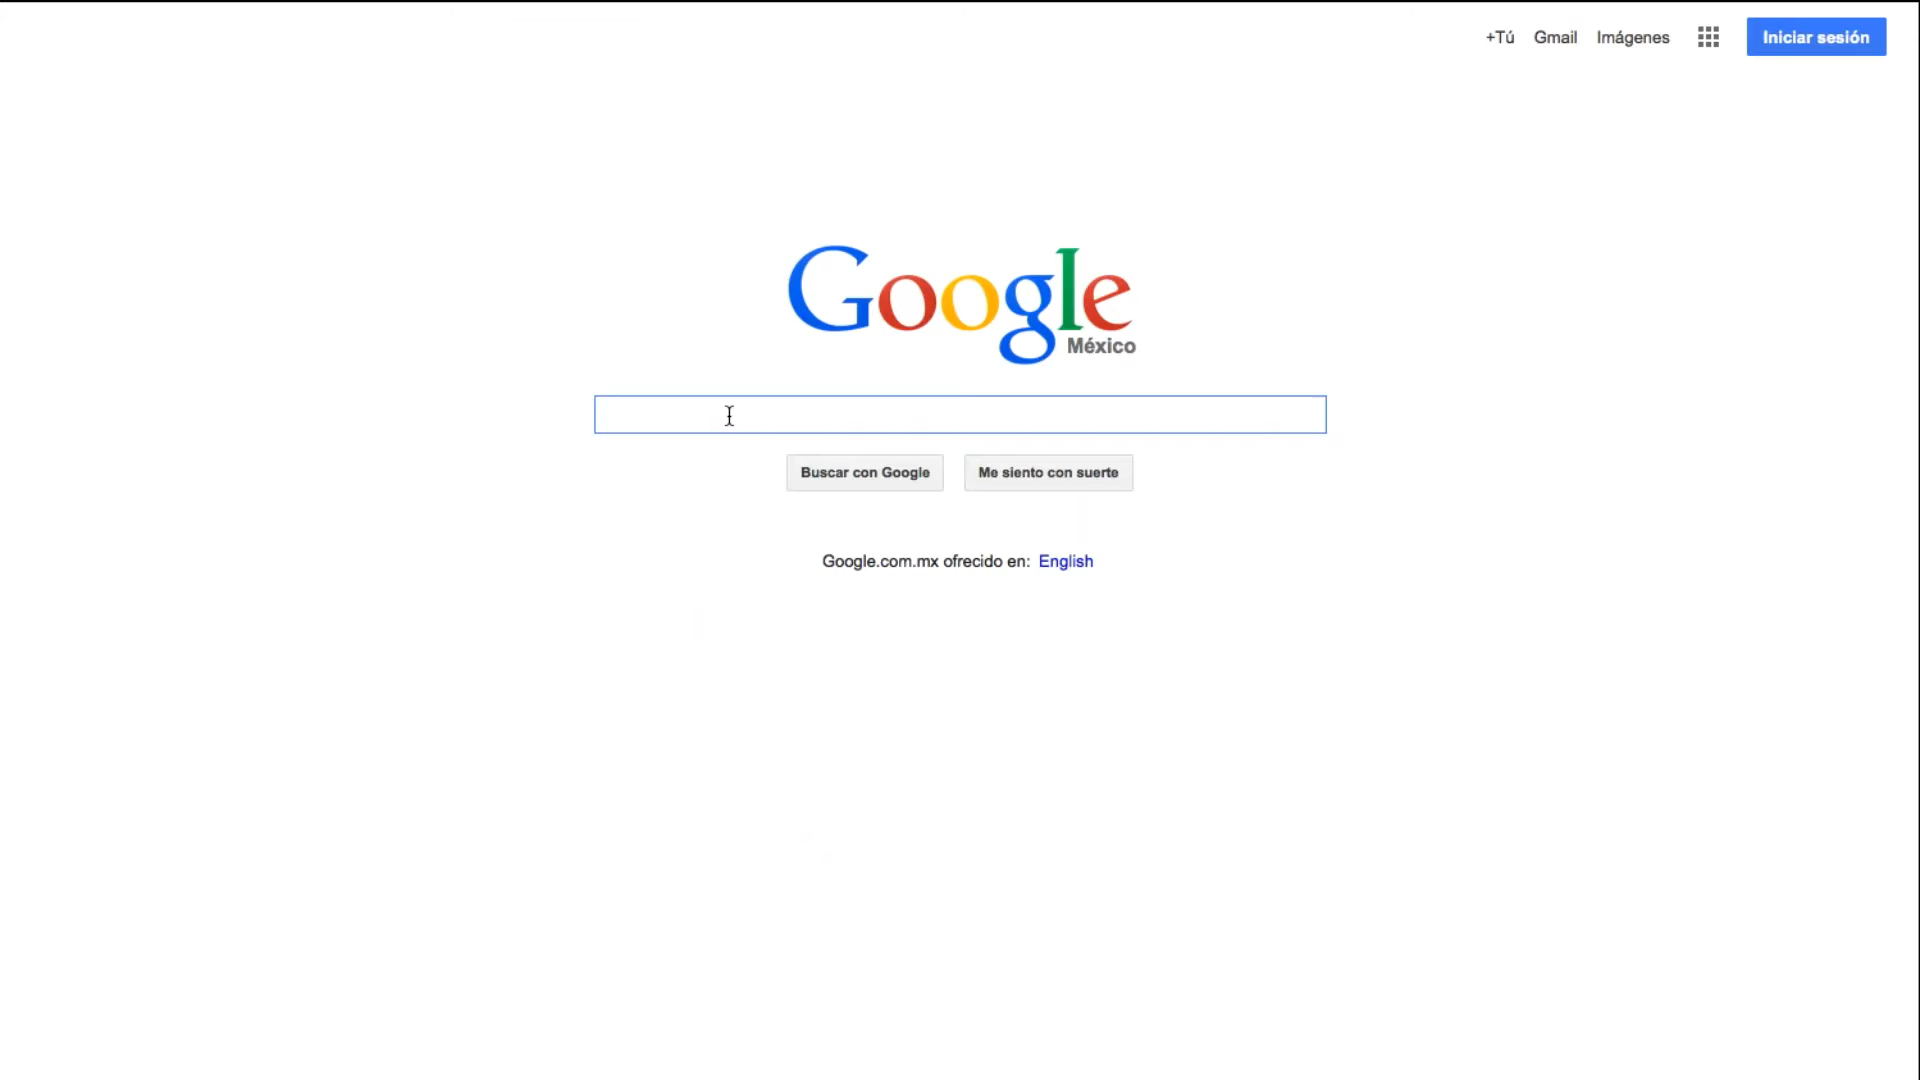 +Tú Gmail Imágenes Iniciar sesión
Google
México
Buscar con Google Me siento con suerte
Google.com.mx ofrecido en: English